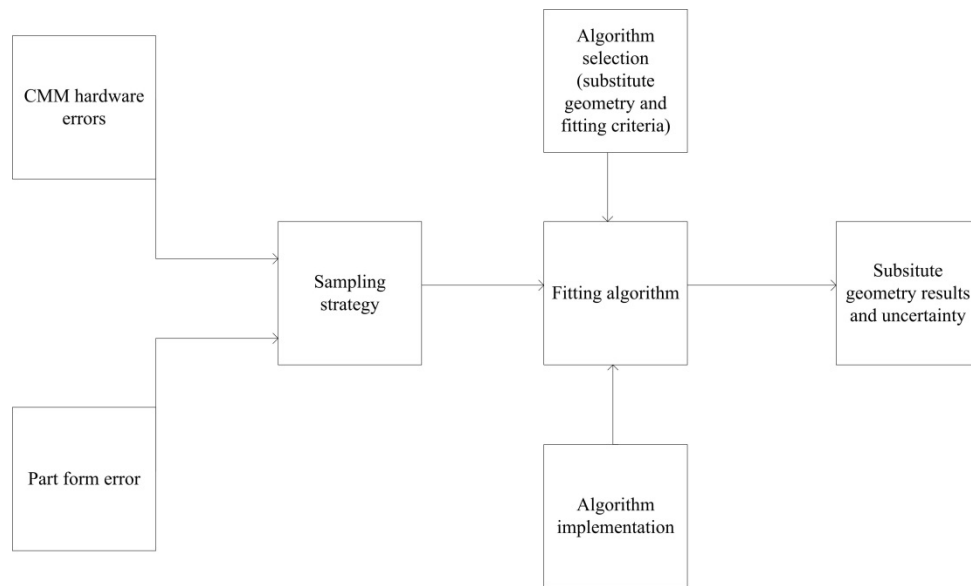 CMM hardware
errors
Algorithm
selection
(substitute
geometry and
fitting criteria)
Sampling
strategy
Fitting algorithm
Subsitute
geometry results
and uncertainty
Part form error
Algorithm
implementation